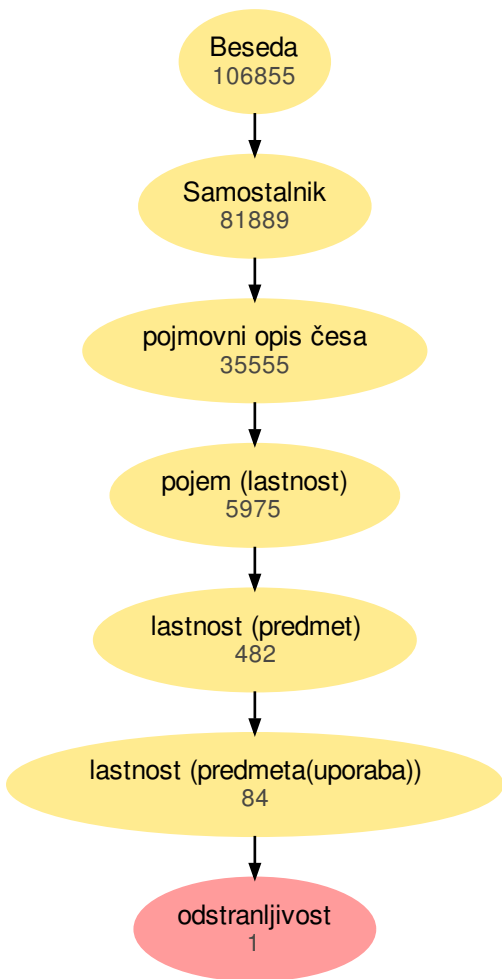 Beseda
106855
Samostalnik
81889
pojmovni opis česa
35555
pojem (lastnost)
5975
lastnost (predmet)
482
lastnost (predmeta(uporaba))
84
odstranljivost
1